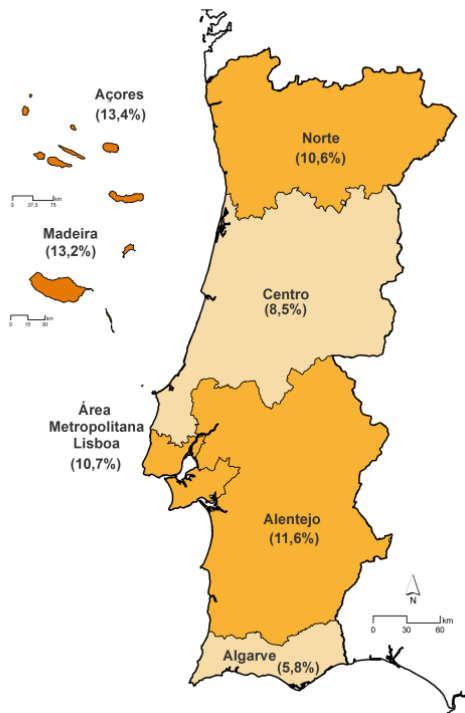 Açores
(13,4%)
0 37,5 75
km
Madeira
(13,2%)
0 15 30
km
Norte
(10,6%)
Centro
(8,5%)
Área
Metropolitana
Lisboa
(10,7%)
Alentejo
(11,6%)
N
km
0 30 60
Algarve (5,8%)